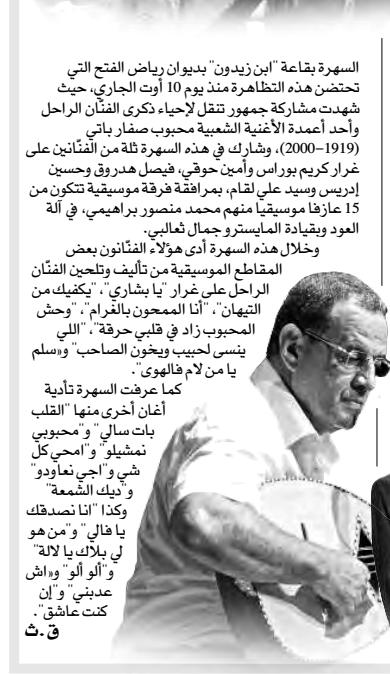 السهرة بقاعة "ابن زيدون" بديوان رياض الفتح التي
تحتضن هذه التظاهرة منذ يوم 10 أوت الجاري، حيث
شهدت مشاركة جمهور تنقل لإحياء ذكرى الفنّان الراحل
وأحد أعمدة الأغنية الشعبية محبوب صفار باتي
(1919–2000)، وشارك في هذه السهرة ثلة من الفنّانين على
غرار كريم بوراس وأمين حوقي، فيصل هدروق وحسين
إدريس وسيد علي لقام، بمرافقة فرقة موسيقية تتكون من
15 عازفا موسيقيا منهم محمد منصور براهيمي، في آلة
العود وبقيادة المايسترو جمال ثعالبي.
وخلال هذه السهرة أدى هؤلاء الفنّانون بعض
المقاطع الموسيقية من تأليف وتلحين الفنّان
الراحل على غرار "يا بشاري"، "يكفيك من
التيهان"، "أنا الممحون بالغرام"، "وحش
المحبوب زاد في قلبي حرقة"، "اللي
ينسى لحبيب ويخون الصاحب" و«سلم
يا من لام فالهوى".
كما عرفت السهرة تأدية
أغان أخرى منها "القلب
بات سالي" و"محبوبي
نمشيلو" و"امحي كل
شي و"اجي نعاودو"
و"ديك الشمعة"
وكذا "انا نصدقك
يا فالي" و"من هو
لي بلاك يا لالة"
و"ألو ألو" و«اش
عدبني" و"إن
كنت عاشق".
ق.ث